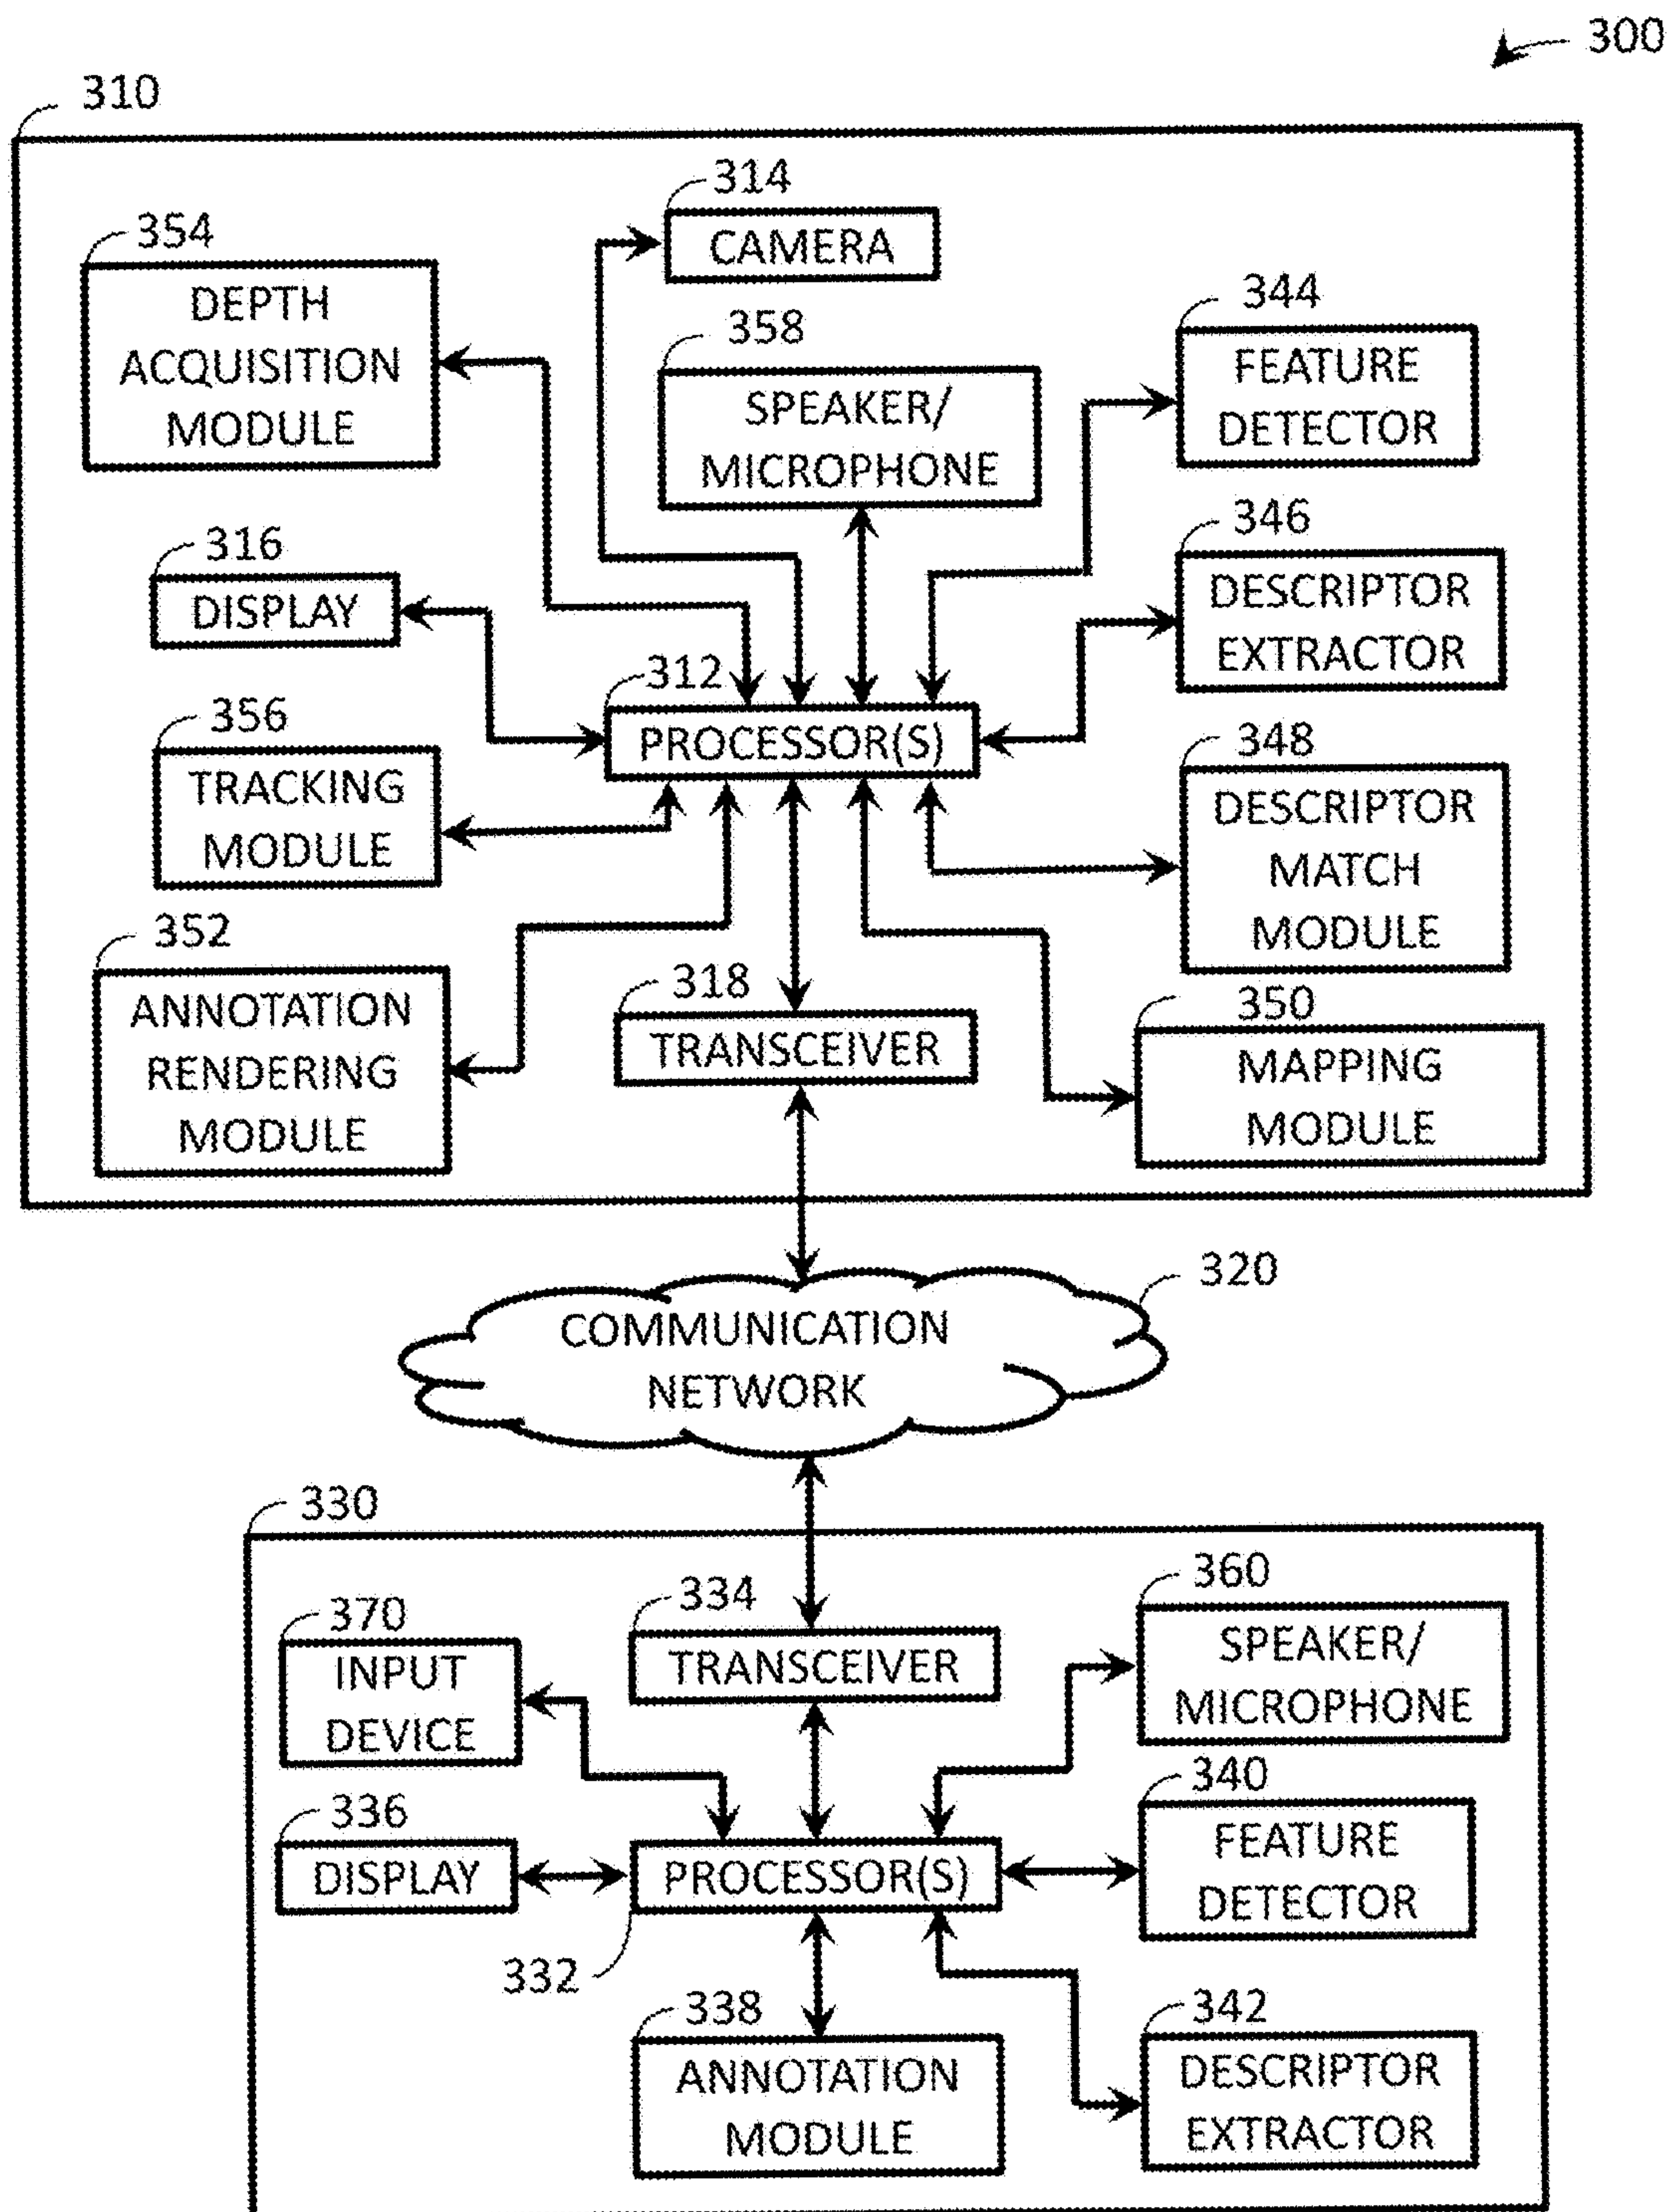 300
310
314
CAMERA
354
DEPTH
ACQUISITION
MODULE
358
SPEAKER/
MICROPHONE
344
FEATURE
DETECTOR
316
DISPLAY
346
DESCRIPTOR
EXTRACTOR
312
PROCESSOR(S)
356
TRACKING
MODULE
348
DESCRIPTOR
MATCH
MODULE
352
ANNOTATION
RENDERING
MODULE
318
TRANSCEIVER
350
MAPPING
MODULE
320
COMMUNICATION
NETWORK
330
370
INPUT
DEVICE
334
TRANSCEIVER
360
SPEAKER/
MICROPHONE
336
DISPLAY
PROCESSOR(S)
332
340
FEATURE
DETECTOR
338
ANNOTATION
MODULE
342
DESCRIPTOR
EXTRACTOR